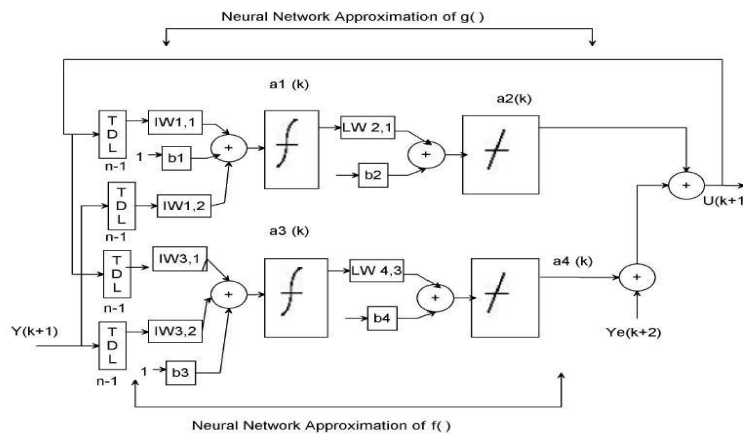 Neural Network Approximation of g( )
a1 (k)
a2(k)
T
D
L
IW1,1
LW 2,1
n-1
1
b1
b2
T
D
L
IW1,2
n-1
U(k+1
a3 (k)
a4 (k)
T
D
L
IW3,1
LW 4,3
n-1
Y(k+1)
T
D
L
IW3,2
b4
Ye(k+2)
n-1
1
b3
Neural Network Approximation of f( )